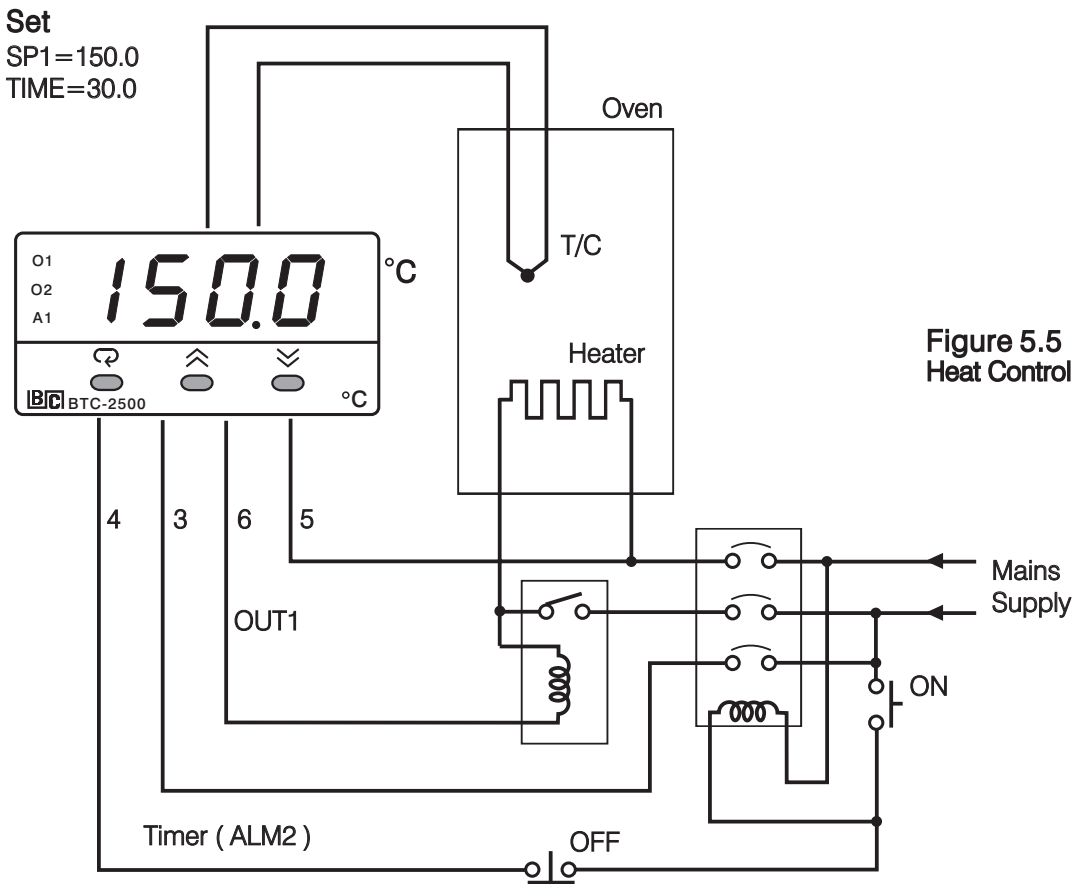 Set
SP1=150.0
TIME=30.0
Oven
T/C
O1
O2
A1
150.0
°C
Heater
Figure 5.5
Heat Control
BC BTC-2500
°C
4
3
6
5
Mains
Supply
OUT1
ON
Timer ( ALM2 )
OFF